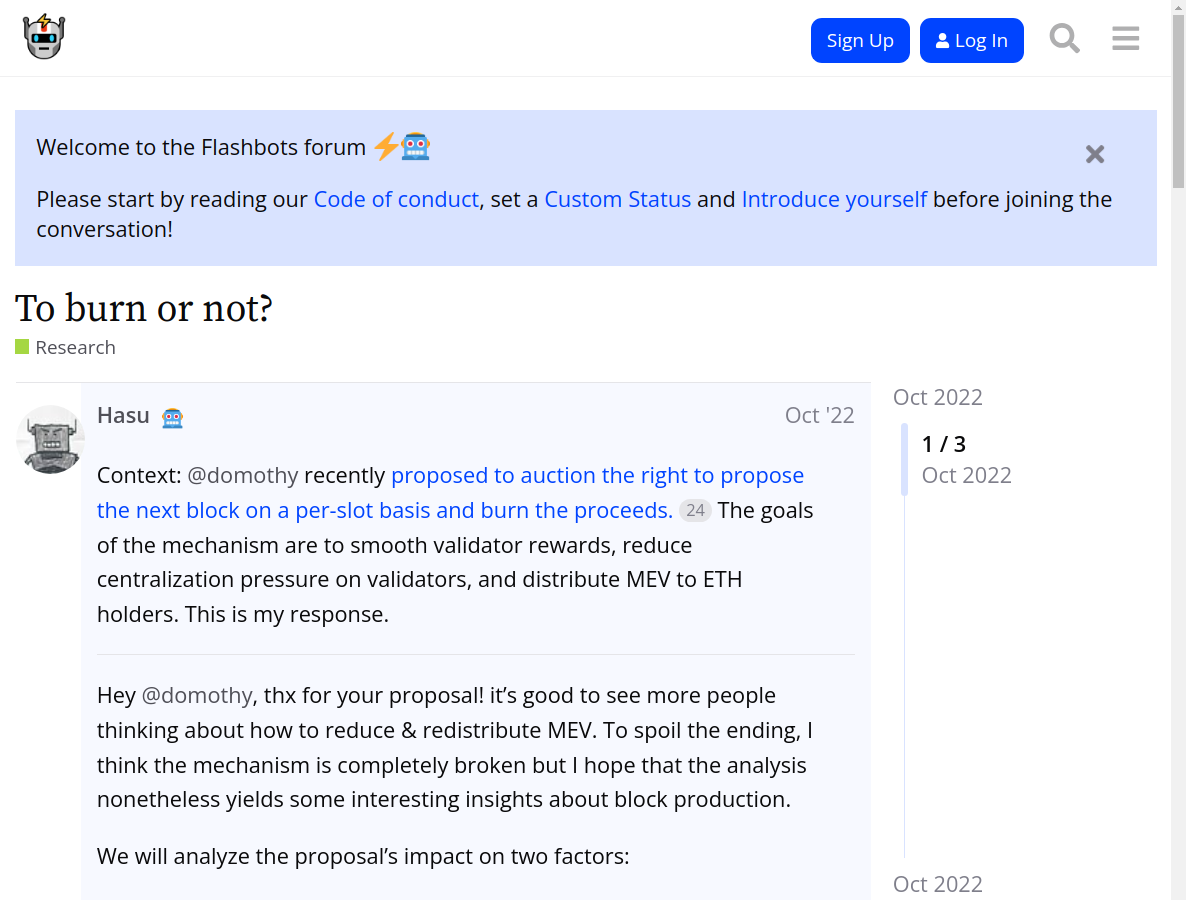 Sign Up
Log In
Welcome to the Flashbots forum
Please start by reading our Code of conduct, set a Custom Status and Introduce yourself before joining the
conversation!
To burn or not?
Research
Hasu
Oct '22
Context: @domothy recently proposed to auction the right to propose
the next block on a per-slot basis and burn the proceeds. 24 The goals
of the mechanism are to smooth validator rewards, reduce
centralization pressure on validators, and distribute MEV to ETH
holders. This is my response.
Hey @domothy, thx for your proposal! it’s good to see more people
thinking about how to reduce & redistribute MEV. To spoil the ending, I
think the mechanism is completely broken but I hope that the analysis
nonetheless yields some interesting insights about block production.
We will analyze the proposal’s impact on two factors:
Oct 2022
1 / 3
Oct 2022
Oct 2022